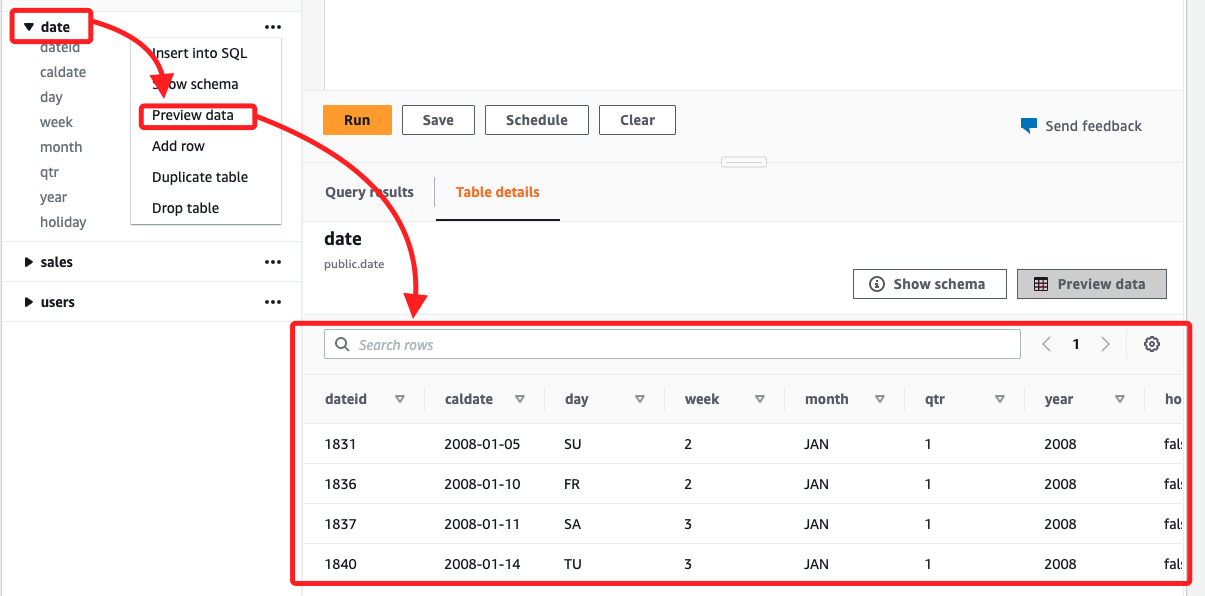 date
dateid
caldate
day
week
month
qtr
year
holiday
sales
users
Insert into SQL
Show schema
Preview data
Add row
Duplicate table
Drop table
Run Save Schedule Clear
Send feedback
Query results Table details
date
public.date
Show schema Preview data
Search rows
1
dateid caldate day week month qtr year ho
1831 2008-01-05 SU 2 JAN 1 2008 fal
1836 2008-01-10 FR 2 JAN 1 2008 fal
1837 2008-01-11 SA 3 JAN 1 2008 fal
1840 2008-01-14 TU 3 JAN 1 2008 fal